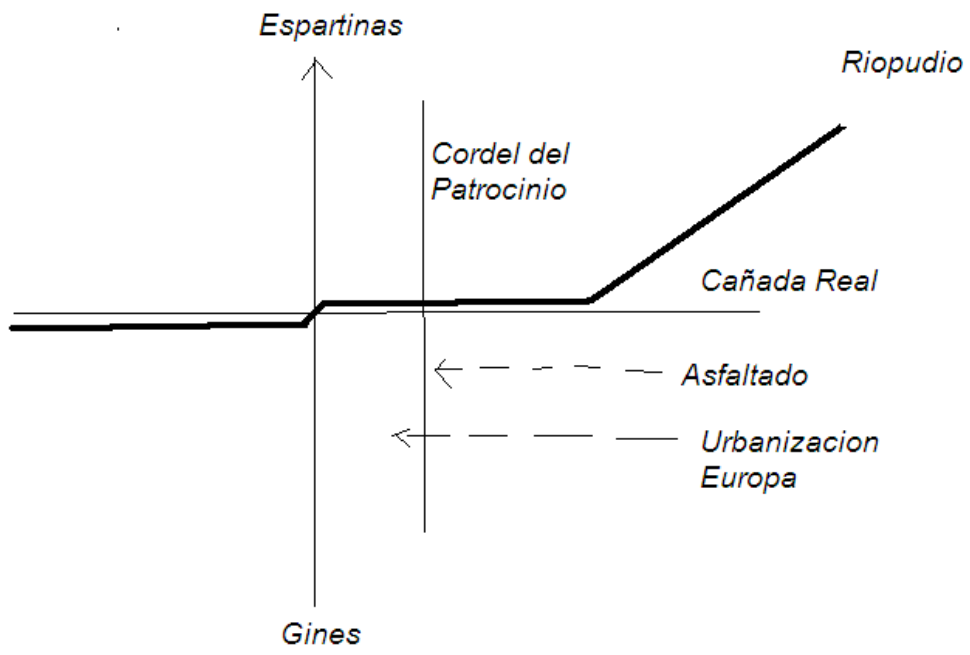 Espartinas
Riopudio
Cordel del
Patrocinio
Cañada Real
Asfaltado
Urbanizacion
Europa
Gines